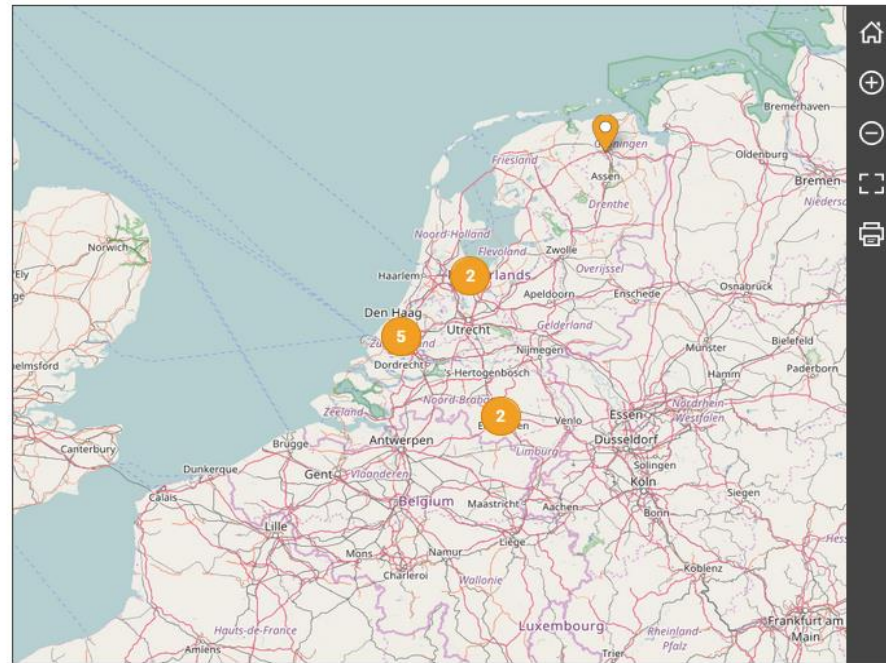 Bremerhaven
Groningen
Friesland
Oldenburg
Assen
Bremen
Drenthe
Noord-Holland
Norwich
Flevoland
Zwolle
Ely
Haarlem
2
Overijssel
Apeldoorn
Enschede
Osnabrück
Den Haag
5
Utrecht
Gelderland
Bielefeld
Nijmegen
Münster
Dordrecht
's-Hertogenbosch
Paderborn
Hamm
Zeeland
2
Nordrhein
Westfalen
Essen
Venlo
Canterbury
Brugge
Antwerpen
Düsseldorf
Limburg
Dunkerque
Gent
Vlaanderen
Solingen
Calais
Köln
Siegen
Belgium
Maastricht
Aachen
Bonn
Lille
Liège
Mons
Namur
Charleroi
Koblenz
Wallonie
Frankfurt am
Main
Luxembourg
Hauts-de-France
Rheinland-
Pfalz
Amiens
Trier